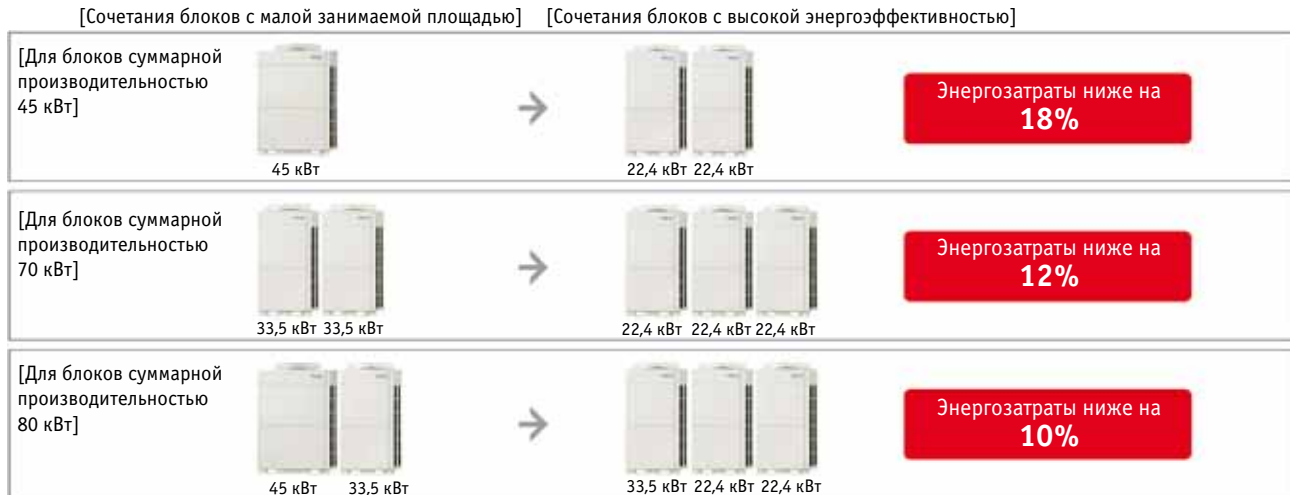 [Сочетания блоков с малой занимаемой площадью] [Сочетания блоков с высокой энергоэффективностью]
[Для блоков суммарной
производительностью
45 кВт]
45 кВт
22,4 кВт 22,4 кВт
Энергозатраты ниже на
18%
[Для блоков суммарной
производительностью
70 кВт]
33,5 кВт 33,5 кВт
22,4 кВт 22,4 кВт 22,4 кВт
Энергозатраты ниже на
12%
[Для блоков суммарной
производительностью
80 кВт]
45 кВт 33,5 кВт
33,5 кВт 22,4 кВт 22,4 кВт
Энергозатраты ниже на
10%